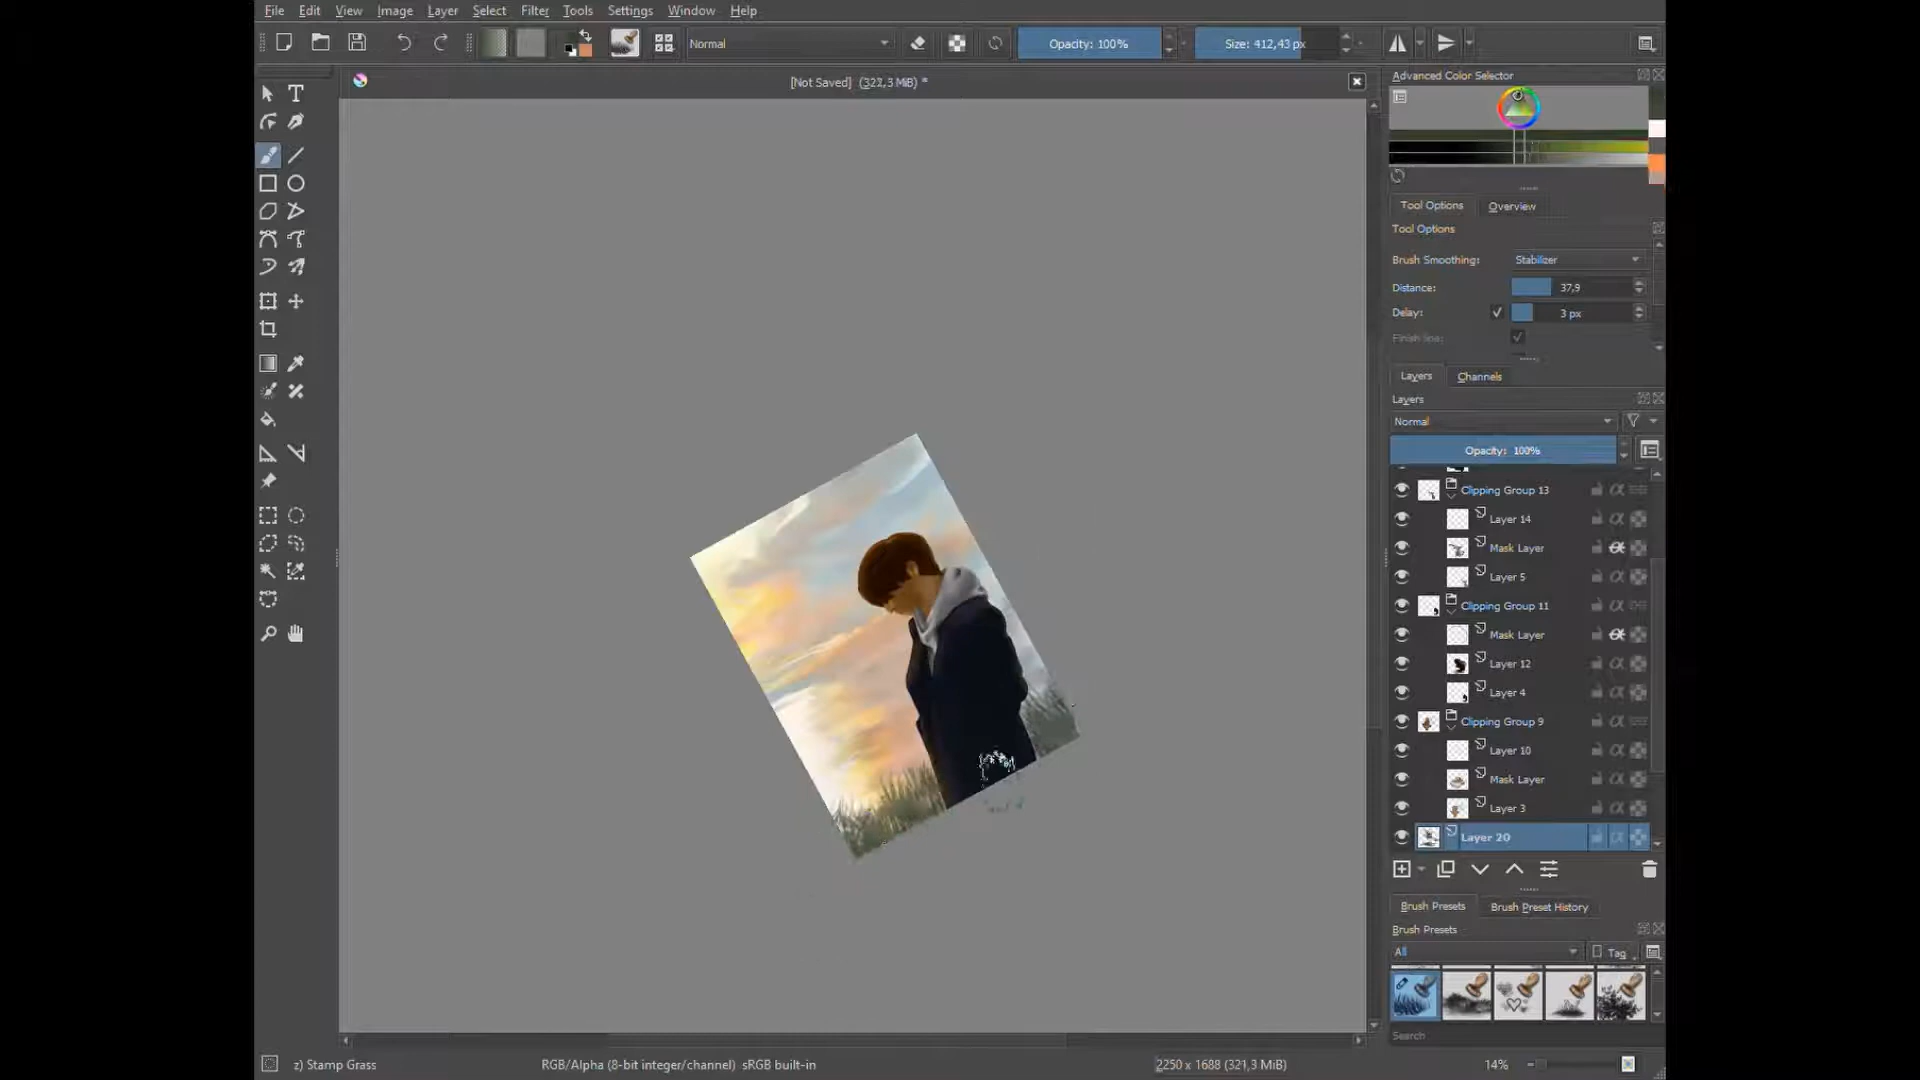 File Edit View Image Layer Select Filter Tools Settings Window Help
Normal Opacity: 100% Size: 412,43 px
[Not Saved] (322,3 MiB) *
Advanced Color Selector
Tool Options Overview
Tool Options
Brush Smoothing: Stabilizer
Distance: 37,9
Delay: 3 px
Finish line:
Layers Channels
Layers
Normal
Opacity: 100%
Clipping Group 13
Layer 14
Mask Layer
Layer 5
Clipping Group 11
Mask Layer
Layer 12
Layer 4
Clipping Group 9
Layer 10
Mask Layer
Layer 3
Layer 20
Brush Presets Brush Preset History
Brush Presets
All Tag
Search
z) Stamp Grass RGB/Alpha (8-bit integer/channel) sRGB built-in 2250 x 1688 (321,3 MiB) 14%